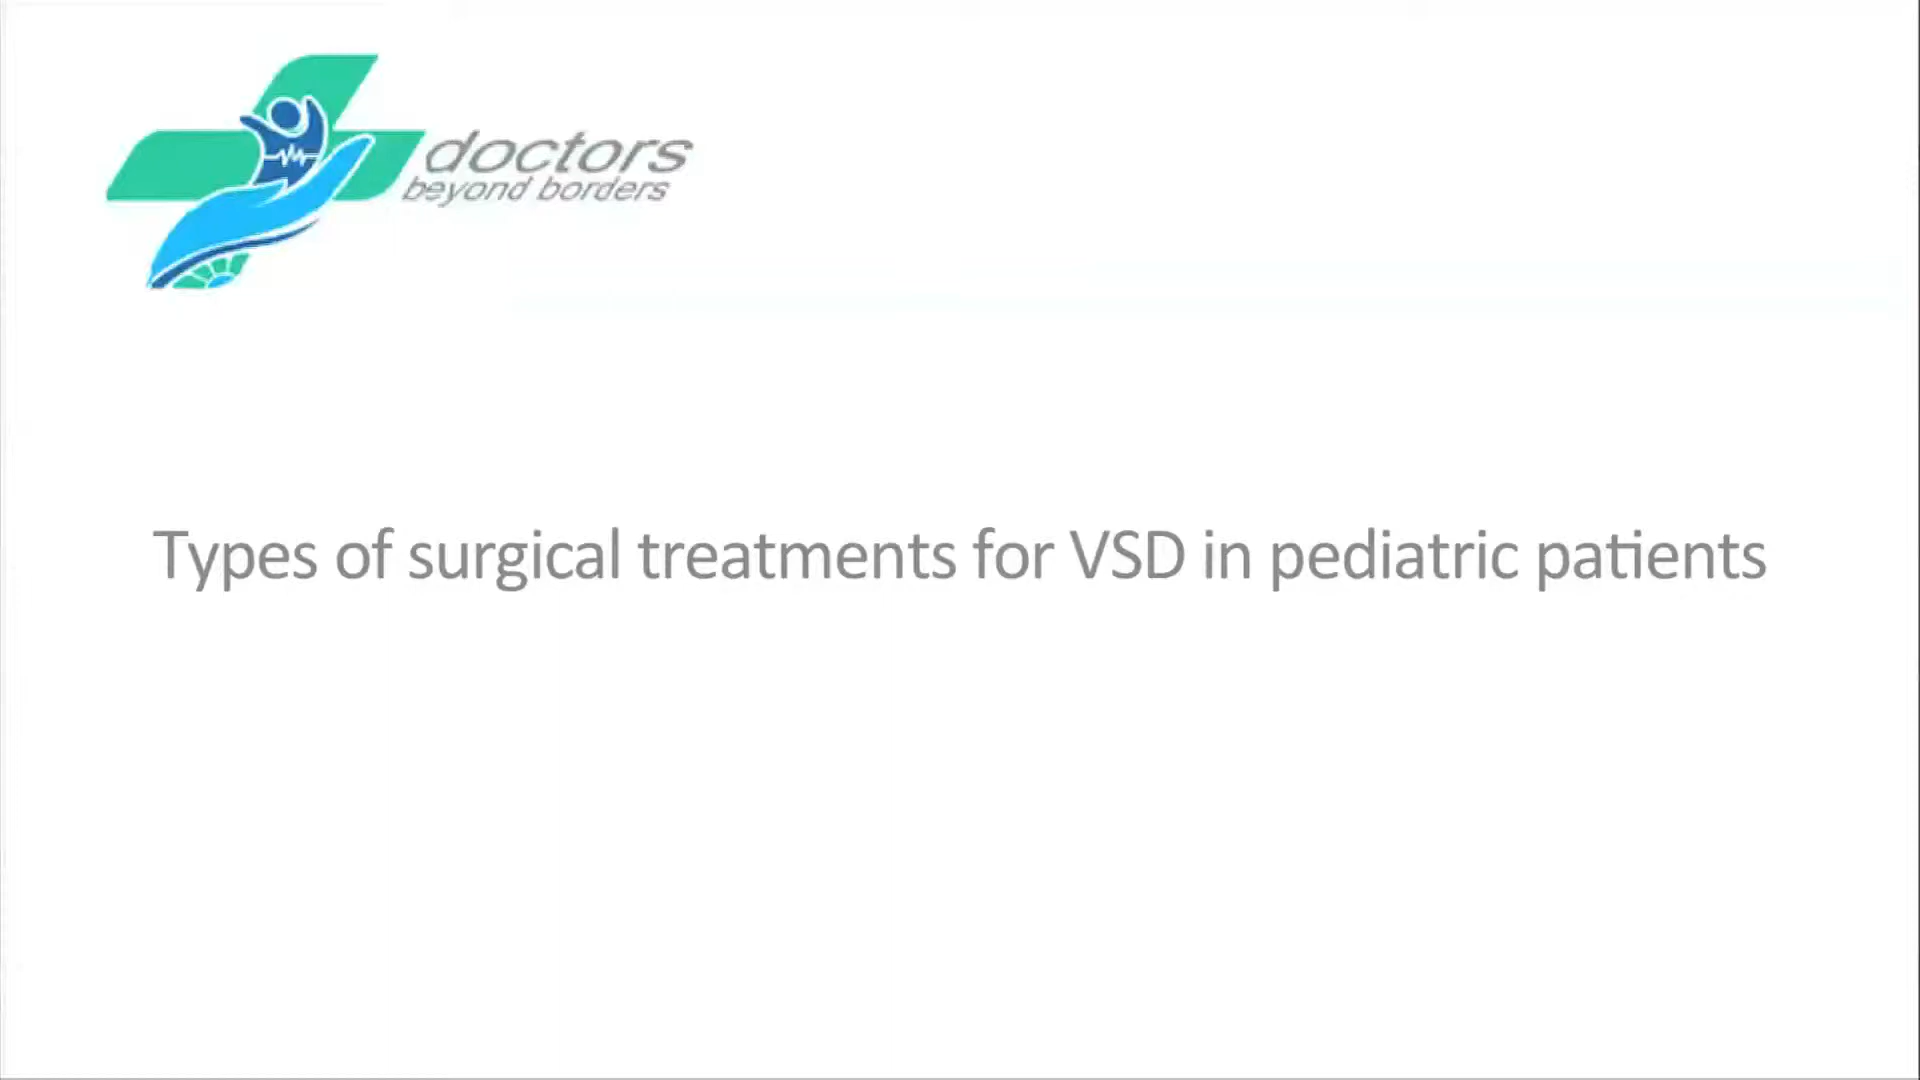 doctors
beyond borders
Types of surgical treatments for VSD in pediatric patients